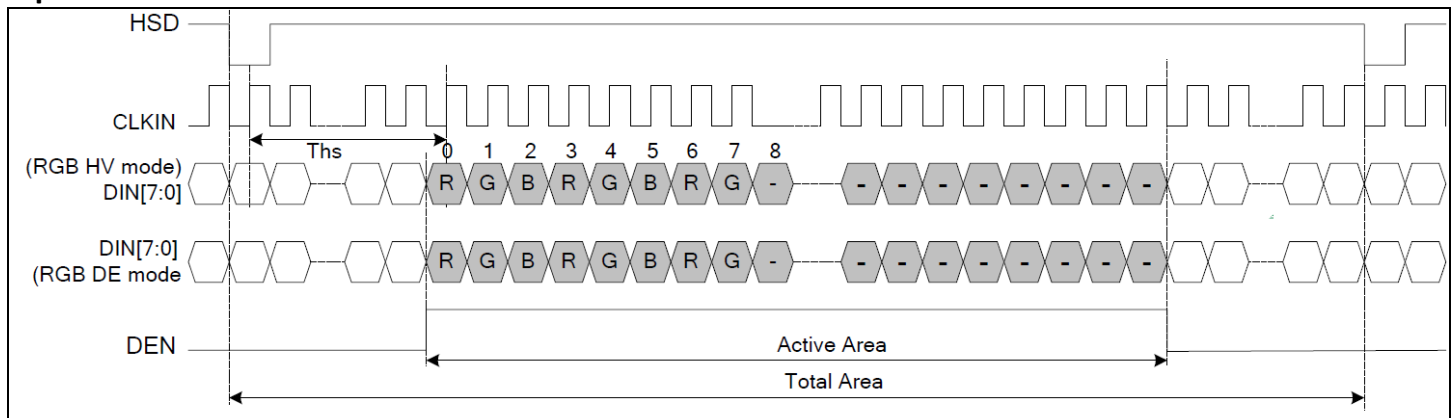 HSD
CLKIN
Ths
0 1 2 3 4 5 6 7 8
(RGB HV mode)
DIN[7:0]
R G B R G B R G - - - - - - - - -
DIN[7:0]
(RGB DE mode
R G B R G B R G - - - - - - - - -
DEN
Active Area
Total Area